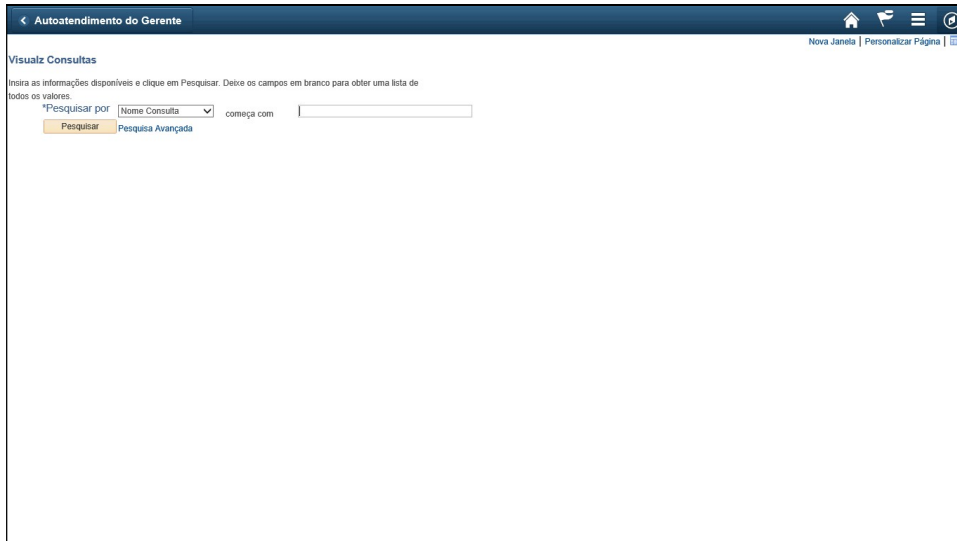 Autoatendimento do Gerente
Nova Janela | Personalizar Página |
Visualz Consultas
Insira as informações disponíveis e clique em Pesquisar. Deixe os campos em branco para obter uma lista de
todos os valores.
*Pesquisar por Nome Consulta começa com
Pesquisar Pesquisa Avançada